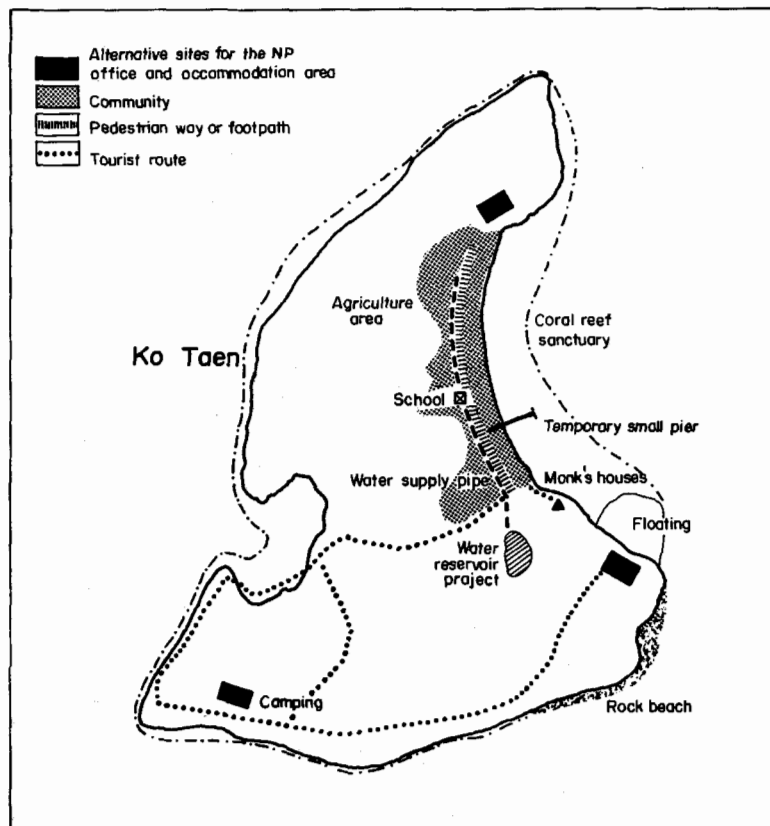 Alternative sites for the NP
office and accommodation area
Community
Pedestrian way or footpath
Tourist route
Agriculture
area
Coral reef
sanctuary
Ko Taen
School
Temporary small pier
Water supply pipe
Monk's houses
Floating
Water
reservoir
project
Camping
Rock beach